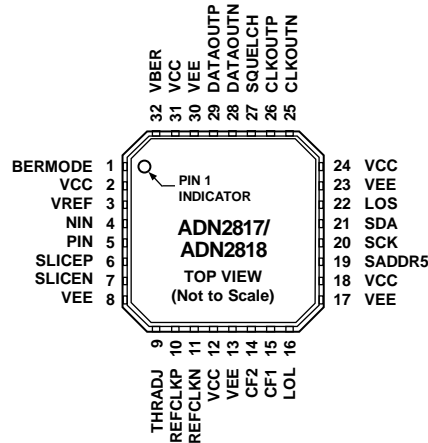 32 VBER
31 VCC
30 VEE
29 DATAOUTP
28 DATAOUTN
27 SQUELCH
26 CLKOUTP
25 CLKOUTN
BERMODE 1
VCC 2
VREF 3
NIN 4
PIN 5
SLICEP 6
SLICEN 7
VEE 8
PIN 1
INDICATOR
ADN2817/
ADN2818
TOP VIEW
(Not to Scale)
24 VCC
23 VEE
22 LOS
21 SDA
20 SCK
19 SADDR5
18 VCC
17 VEE
THRADJ 9
REFCLKP 10
REFCLKN 11
VCC 12
VEE 13
CF2 14
CF1 15
LOL 16